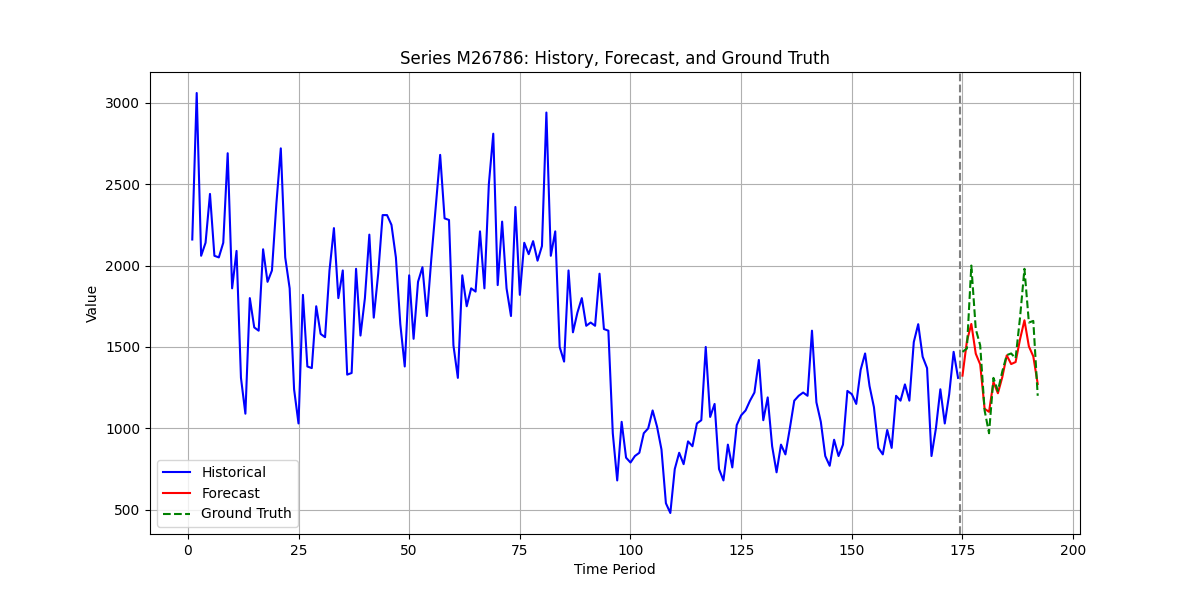 Series M26786: History, Forecast, and Ground Truth
3000
2500
2000
1500
1000
500
Value
Historical
Forecast
Ground Truth
0 25 50 75 100 125 150 175 200
Time Period